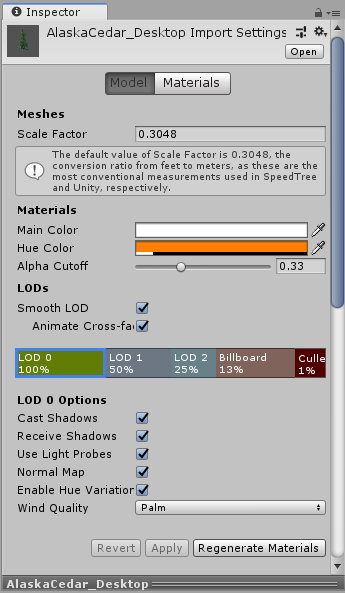 Inspector
AlaskaCedar_Desktop Import Settings
Open
Model
Materials
Meshes
Scale Factor
0.3048
The default value of Scale Factor is 0.3048, the
conversion ratio from feet to meters, as these are the
most conventional measurements used in SpeedTree
and Unity, respectively.
Materials
Main Color
Hue Color
Alpha Cutoff
0.33
LODs
Smooth LOD
Animate Cross-fa
LOD 0
100%
LOD 1
50%
LOD 2
25%
Billboard
13%
Culle
1%
LOD 0 Options
Cast Shadows
Receive Shadows
Use Light Probes
Normal Map
Enable Hue Variation
Wind Quality
Palm
Revert
Apply
Regenerate Materials
AlaskaCedar_Desktop